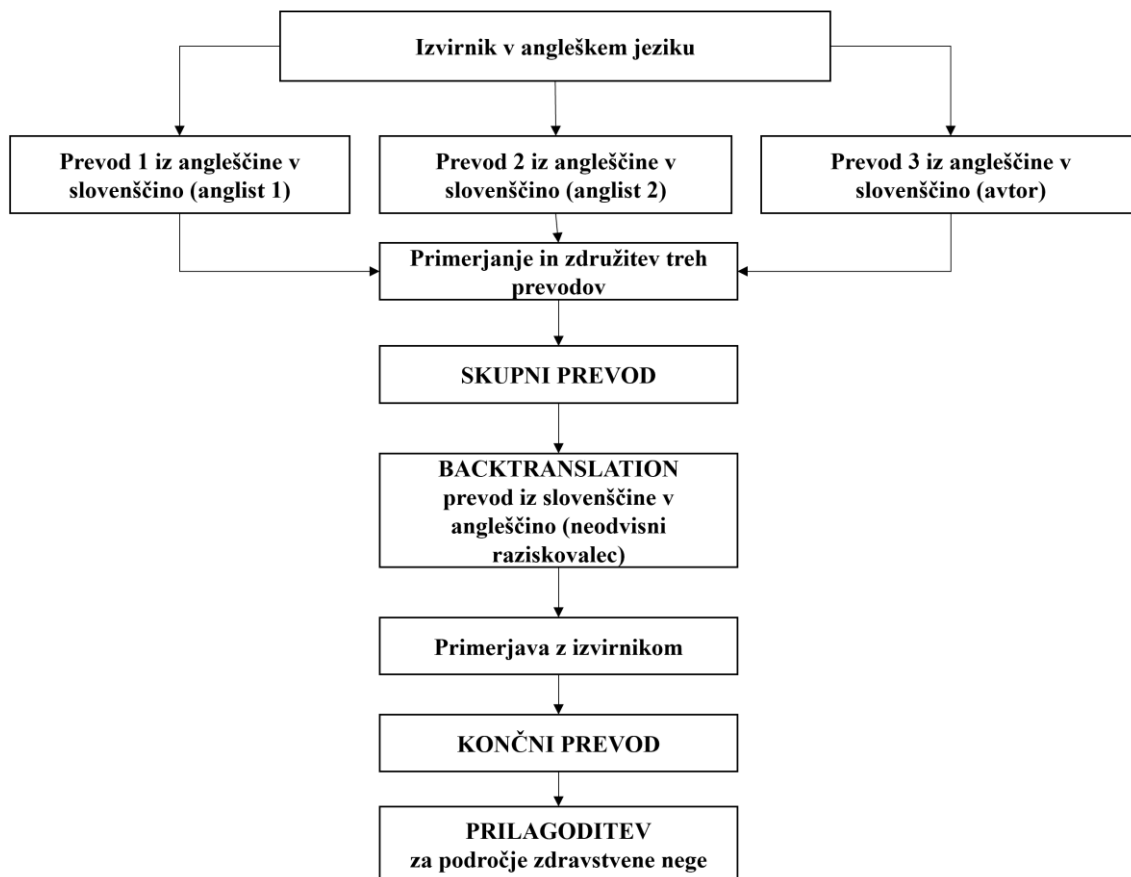 Izvirnik v angleškem jeziku
Prevod 1 iz angleščine v
slovenščino (anglist 1)
Prevod 2 iz angleščine v
slovenščino (anglist 2)
Prevod 3 iz angleščine v
slovenščino (avtor)
Primerjanje in združitev treh
prevodov
SKUPNI PREVOD
BACKTRANSLATION
prevod iz slovenščine v
angleščino (neodvisni
raziskovalec)
Primerjava z izvirnikom
KONČNI PREVOD
PRILAGODITEV
za področje zdravstvene nege